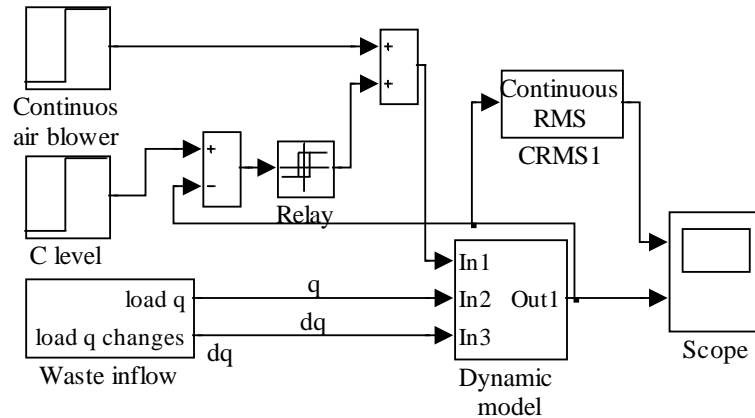 +
+
Continuos
air blower
Continuous
RMS
CRMS1
+
−
Relay
C level
In1
In2
In3
Out1
load q
load q changes
q
dq
dq
Waste inflow
Dynamic
model
Scope